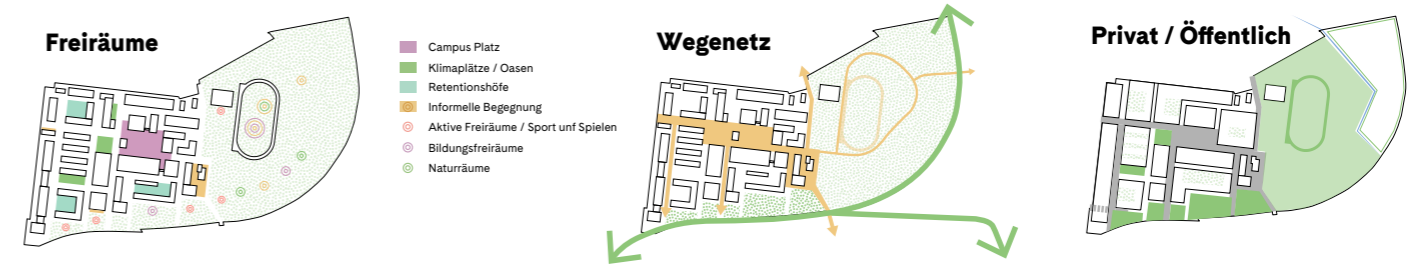 Freiräume
Campus Platz
Klimaplätze / Oasen
Retentionshöfe
Informelle Begegnung
Aktive Freiräume / Sport unf Spielen
Bildungsfreiräume
Naturräume
Wegenetz
Privat / Öffentlich